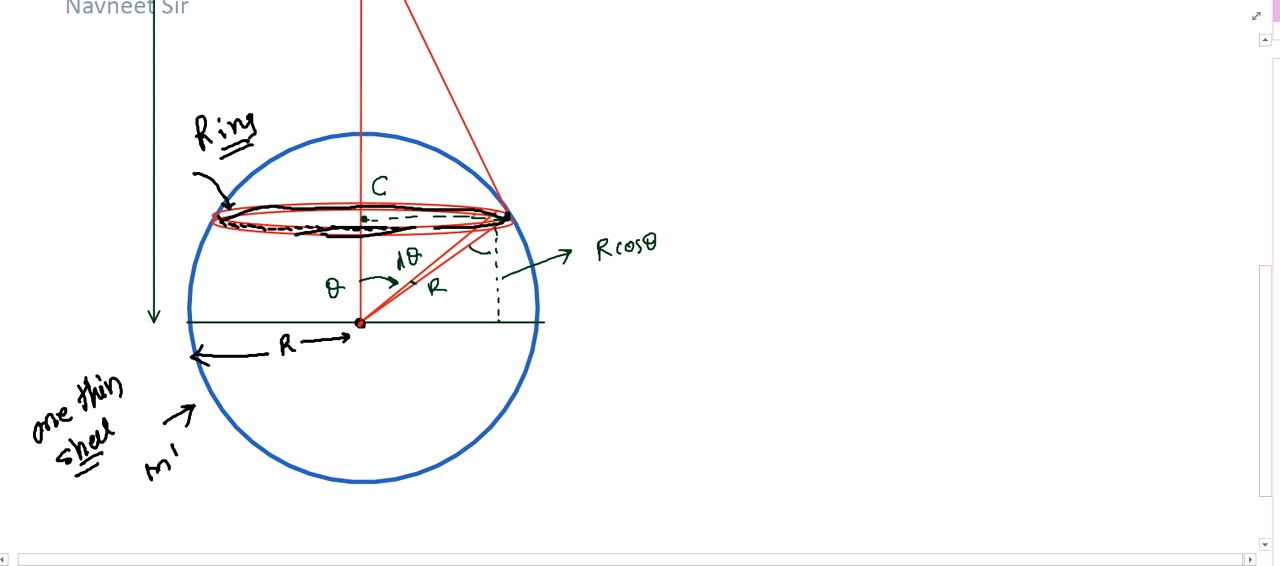 Navneet Sir
Ring
C
dθ
θ
R
R cosθ
R
one thin
shell
m'